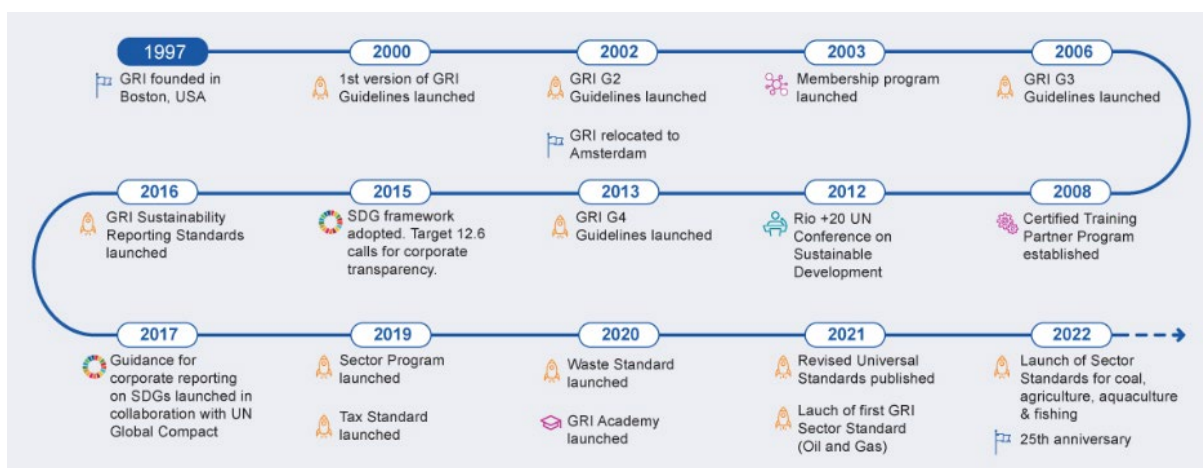 1997
GRI founded in
Boston, USA
2000
1st version of GRI
Guidelines launched
2002
GRI G2
Guidelines launched
GRI relocated to
Amsterdam
2003
Membership program
launched
2006
GRI G3
Guidelines launched
2008
Certified Training
Partner Program
established
2012
Rio +20 UN
Conference on
Sustainable
Development
2013
GRI G4
Guidelines launched
2015
SDG framework
adopted. Target 12.6
calls for corporate
transparency.
2016
GRI Sustainability
Reporting Standards
launched
2017
Guidance for
corporate reporting
on SDGs launched in
collaboration with UN
Global Compact
2019
Sector Program
launched
Tax Standard
launched
2020
Waste Standard
launched
GRI Academy
launched
2021
Revised Universal
Standards published
Lauch of first GRI
Sector Standard
(Oil and Gas)
2022
Launch of Sector
Standards for coal,
agriculture, aquaculture
& fishing
25th anniversary